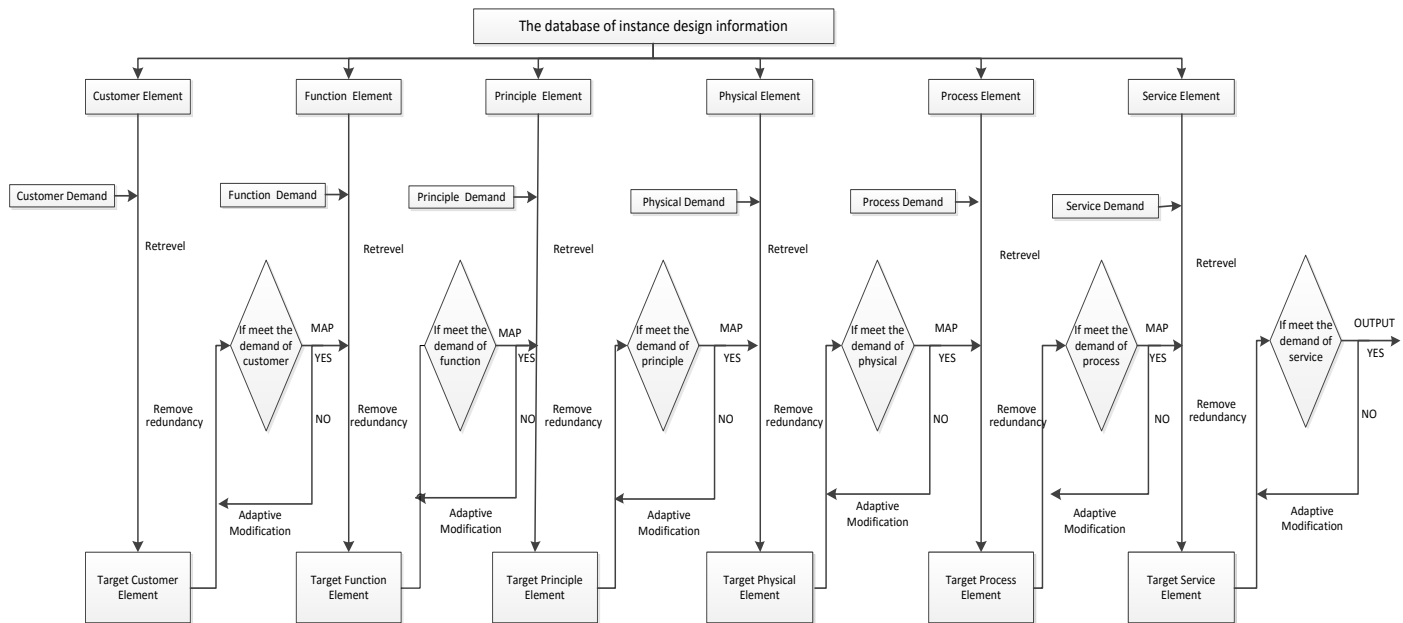 The database of instance design information
Customer Element
Function Element
Principle Element
Physical Element
Process Element
Service Element
Customer Demand
Function Demand
Principle Demand
Physical Demand
Process Demand
Service Demand
Retrevel
Retrevel
Retrevel
Retrevel
Retrevel
Retrevel
If meet the
demand of
customer
MAP
YES
NO
If meet the
demand of
function
MAP
YES
NO
If meet the
demand of
principle
MAP
YES
NO
If meet the
demand of
physical
MAP
YES
NO
If meet the
demand of
process
MAP
YES
NO
If meet the
demand of
service
OUTPUT
YES
NO
Remove
redundancy
Remove
redundancy
Remove
redundancy
Remove
redundancy
Remove
redundancy
Remove
redundancy
Adaptive
Modification
Adaptive
Modification
Adaptive
Modification
Adaptive
Modification
Adaptive
Modification
Adaptive
Modification
Target Customer
Element
Target Function
Element
Target Principle
Element
Target Physical
Element
Target Process
Element
Target Service
Element